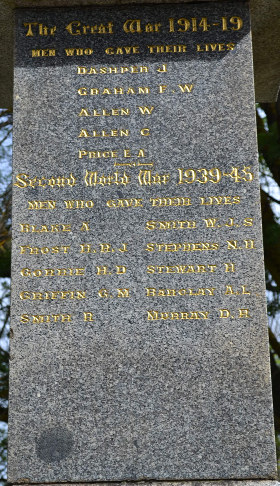 The Great War 1914-19
MEN WHO GAVE THEIR LIVES
DASHPER J.
GRAHAM F. W.
ALLEN W.
ALLEN C.
PRICE E. A.
Second World War 1939-45
MEN WHO GAVE THEIR LIVES
BLAKE A. SMITH W. J. S.
FROST H. H. J. STEPHENS N. H.
STEWART H.
GRIFFIN G. M. BARCLAY A. L.
SMITH R. MURRAY D. H.